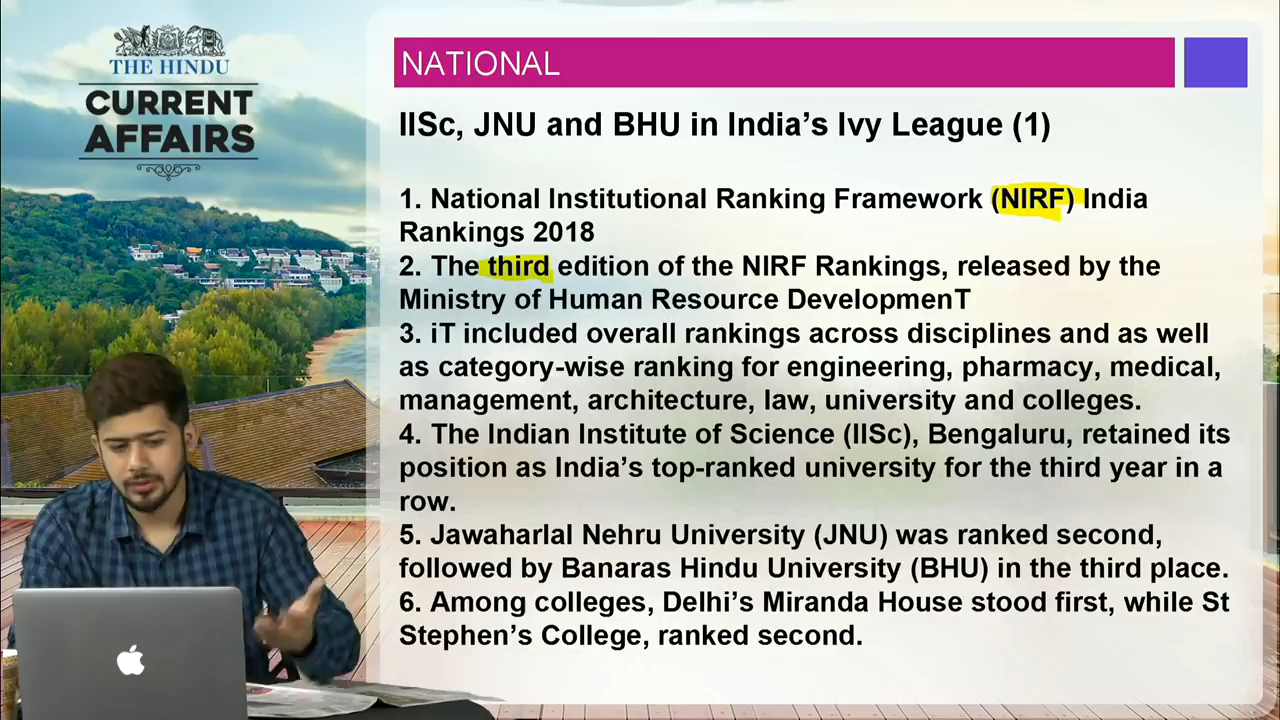 THE HINDU
CURRENT
AFFAIRS
NATIONAL
IISc, JNU and BHU in India’s Ivy League (1)
1. National Institutional Ranking Framework (NIRF) India
Rankings 2018
2. The third edition of the NIRF Rankings, released by the
Ministry of Human Resource DevelopmenT
3. iT included overall rankings across disciplines and as well
as category-wise ranking for engineering, pharmacy, medical,
management, architecture, law, university and colleges.
4. The Indian Institute of Science (IISc), Bengaluru, retained its
position as India’s top-ranked university for the third year in a
row.
5. Jawaharlal Nehru University (JNU) was ranked second,
followed by Banaras Hindu University (BHU) in the third place.
6. Among colleges, Delhi’s Miranda House stood first, while St
Stephen’s College, ranked second.